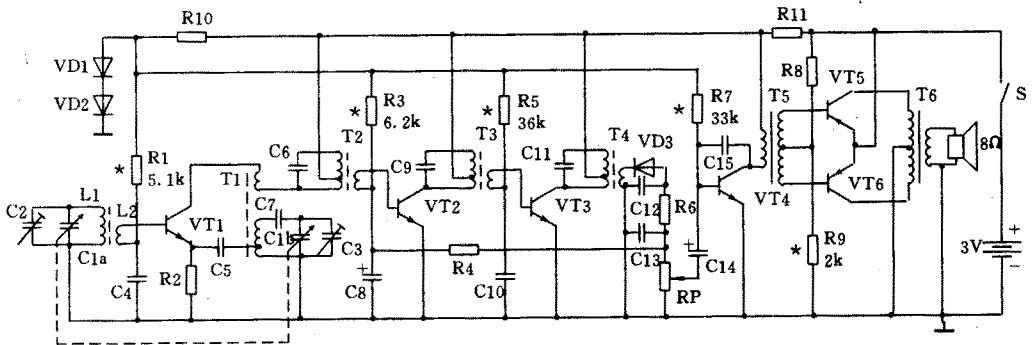 R10
R11
VD1
VD2
R3
6.2k
R5
36k
R7
33k
R8
VT5
T6
S
T2
T3
T4
VD3
T5
C6
C9
C11
C15
8Ω
*
*
*
*
R1
5.1k
T1
C7
C12
R6
VT4
VT6
C2
L1
L2
VT1
C1b
C3
VT2
VT3
C13
R9
2k
*
3V
+
−
C1a
C4
R2
C5
+
C8
R4
C10
RP
+
C14